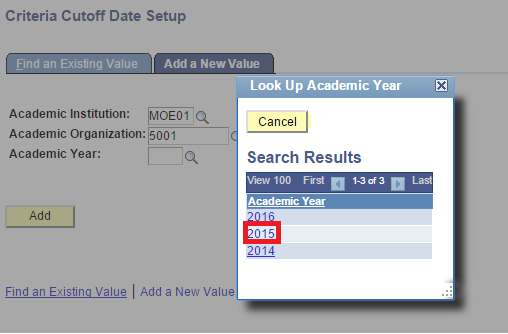 Criteria Cutoff Date Setup
Find an Existing Value
Add a New Value
Academic Institution: MOE01
Academic Organization: 5001
Academic Year:
Add
Find an Existing Value | Add a New Value
Look Up Academic Year
Cancel
Search Results
View 100 First 1-3 of 3 Last
Academic Year
2016
2015
2014